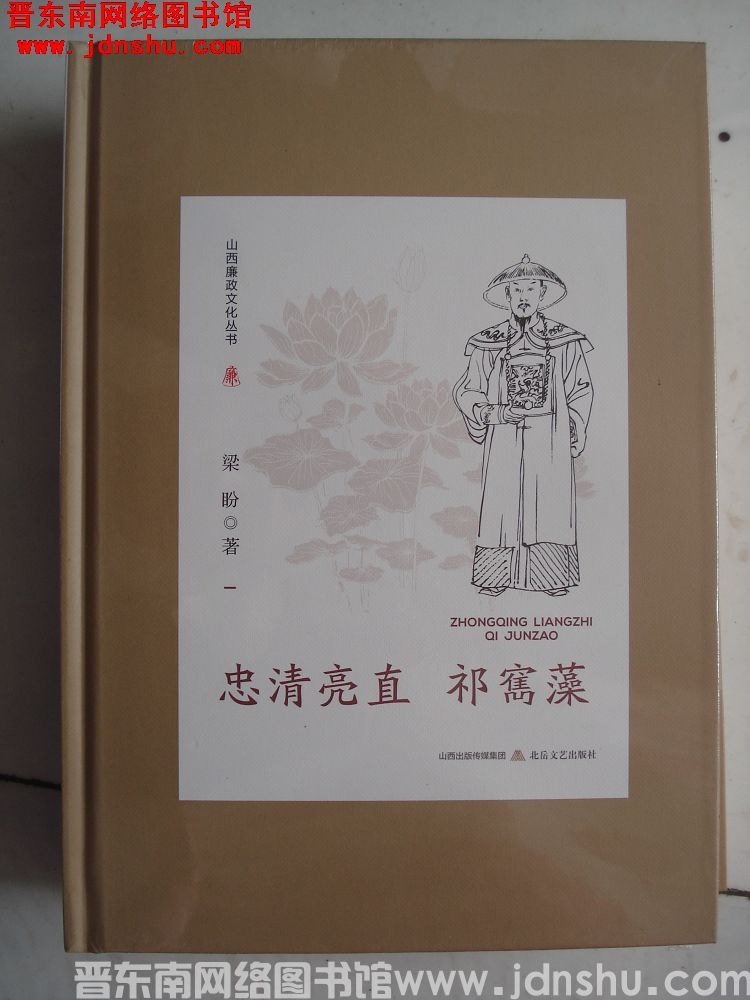 晋东南网络图书馆
www.jdnshu.com
山西廉政文化丛书
廉
梁盼◎著
ZHONGQING LIANGZHI
QI JUNZAO
忠清亮直 祁寯藻
山西出版传媒集团 北岳文艺出版社
晋东南网络图书馆www.jdnshu.com